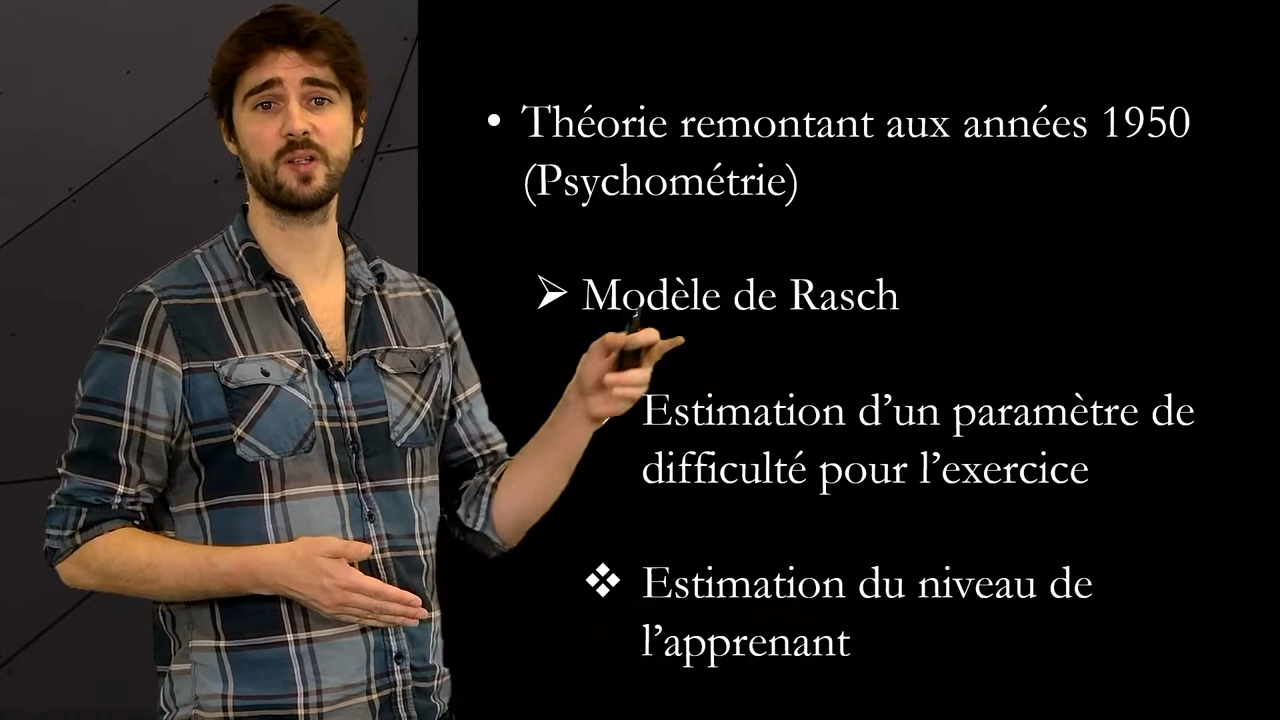 • Théorie remontant aux années 1950
(Psychométrie)
➢ Modèle de Rasch
Estimation d’un paramètre de
difficulté pour l’exercice
❖ Estimation du niveau de
l’apprenant